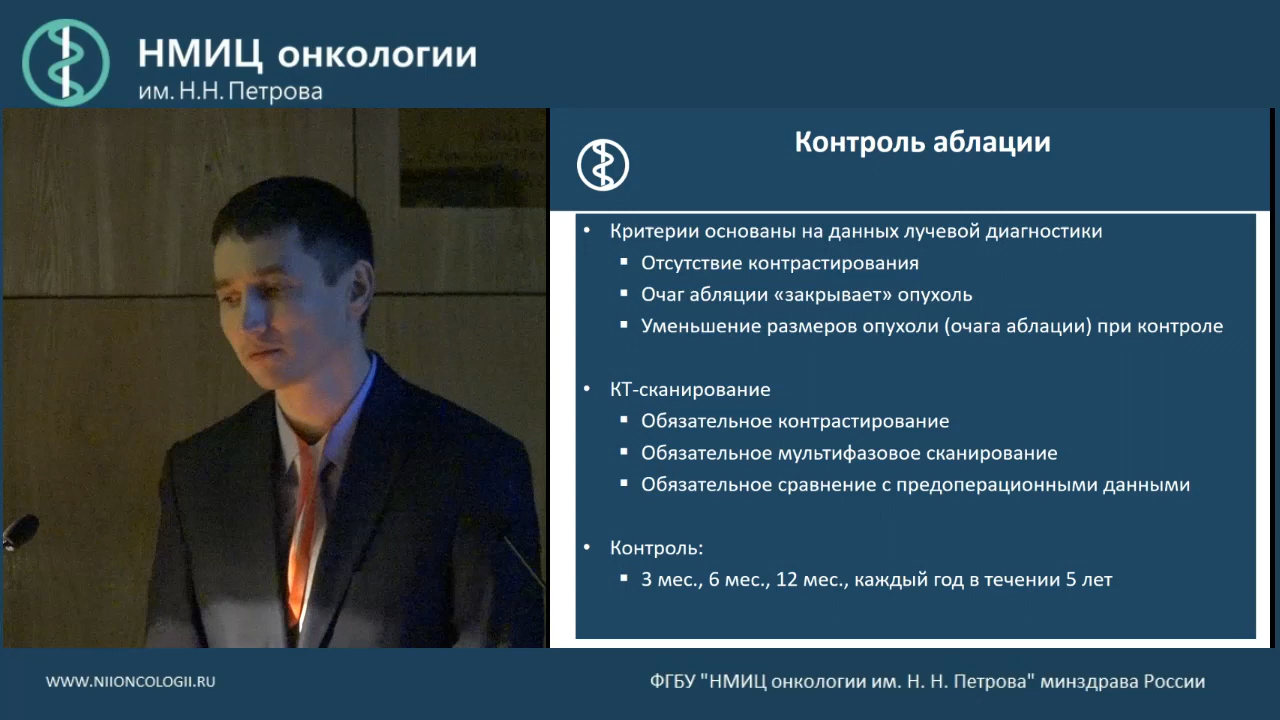 НМИЦ онкологии
им. Н.Н. Петрова
Контроль аблации
• Критерии основаны на данных лучевой диагностики
▪ Отсутствие контрастирования
▪ Очаг абляции «закрывает» опухоль
▪ Уменьшение размеров опухоли (очага аблации) при контроле
• КТ-сканирование
▪ Обязательное контрастирование
▪ Обязательное мультифазовое сканирование
▪ Обязательное сравнение с предоперационными данными
• Контроль:
▪ 3 мес., 6 мес., 12 мес., каждый год в течении 5 лет
WWW.NIIONCOLOGII.RU
ФГБУ "НМИЦ онкологии им. Н. Н. Петрова" минздрава России